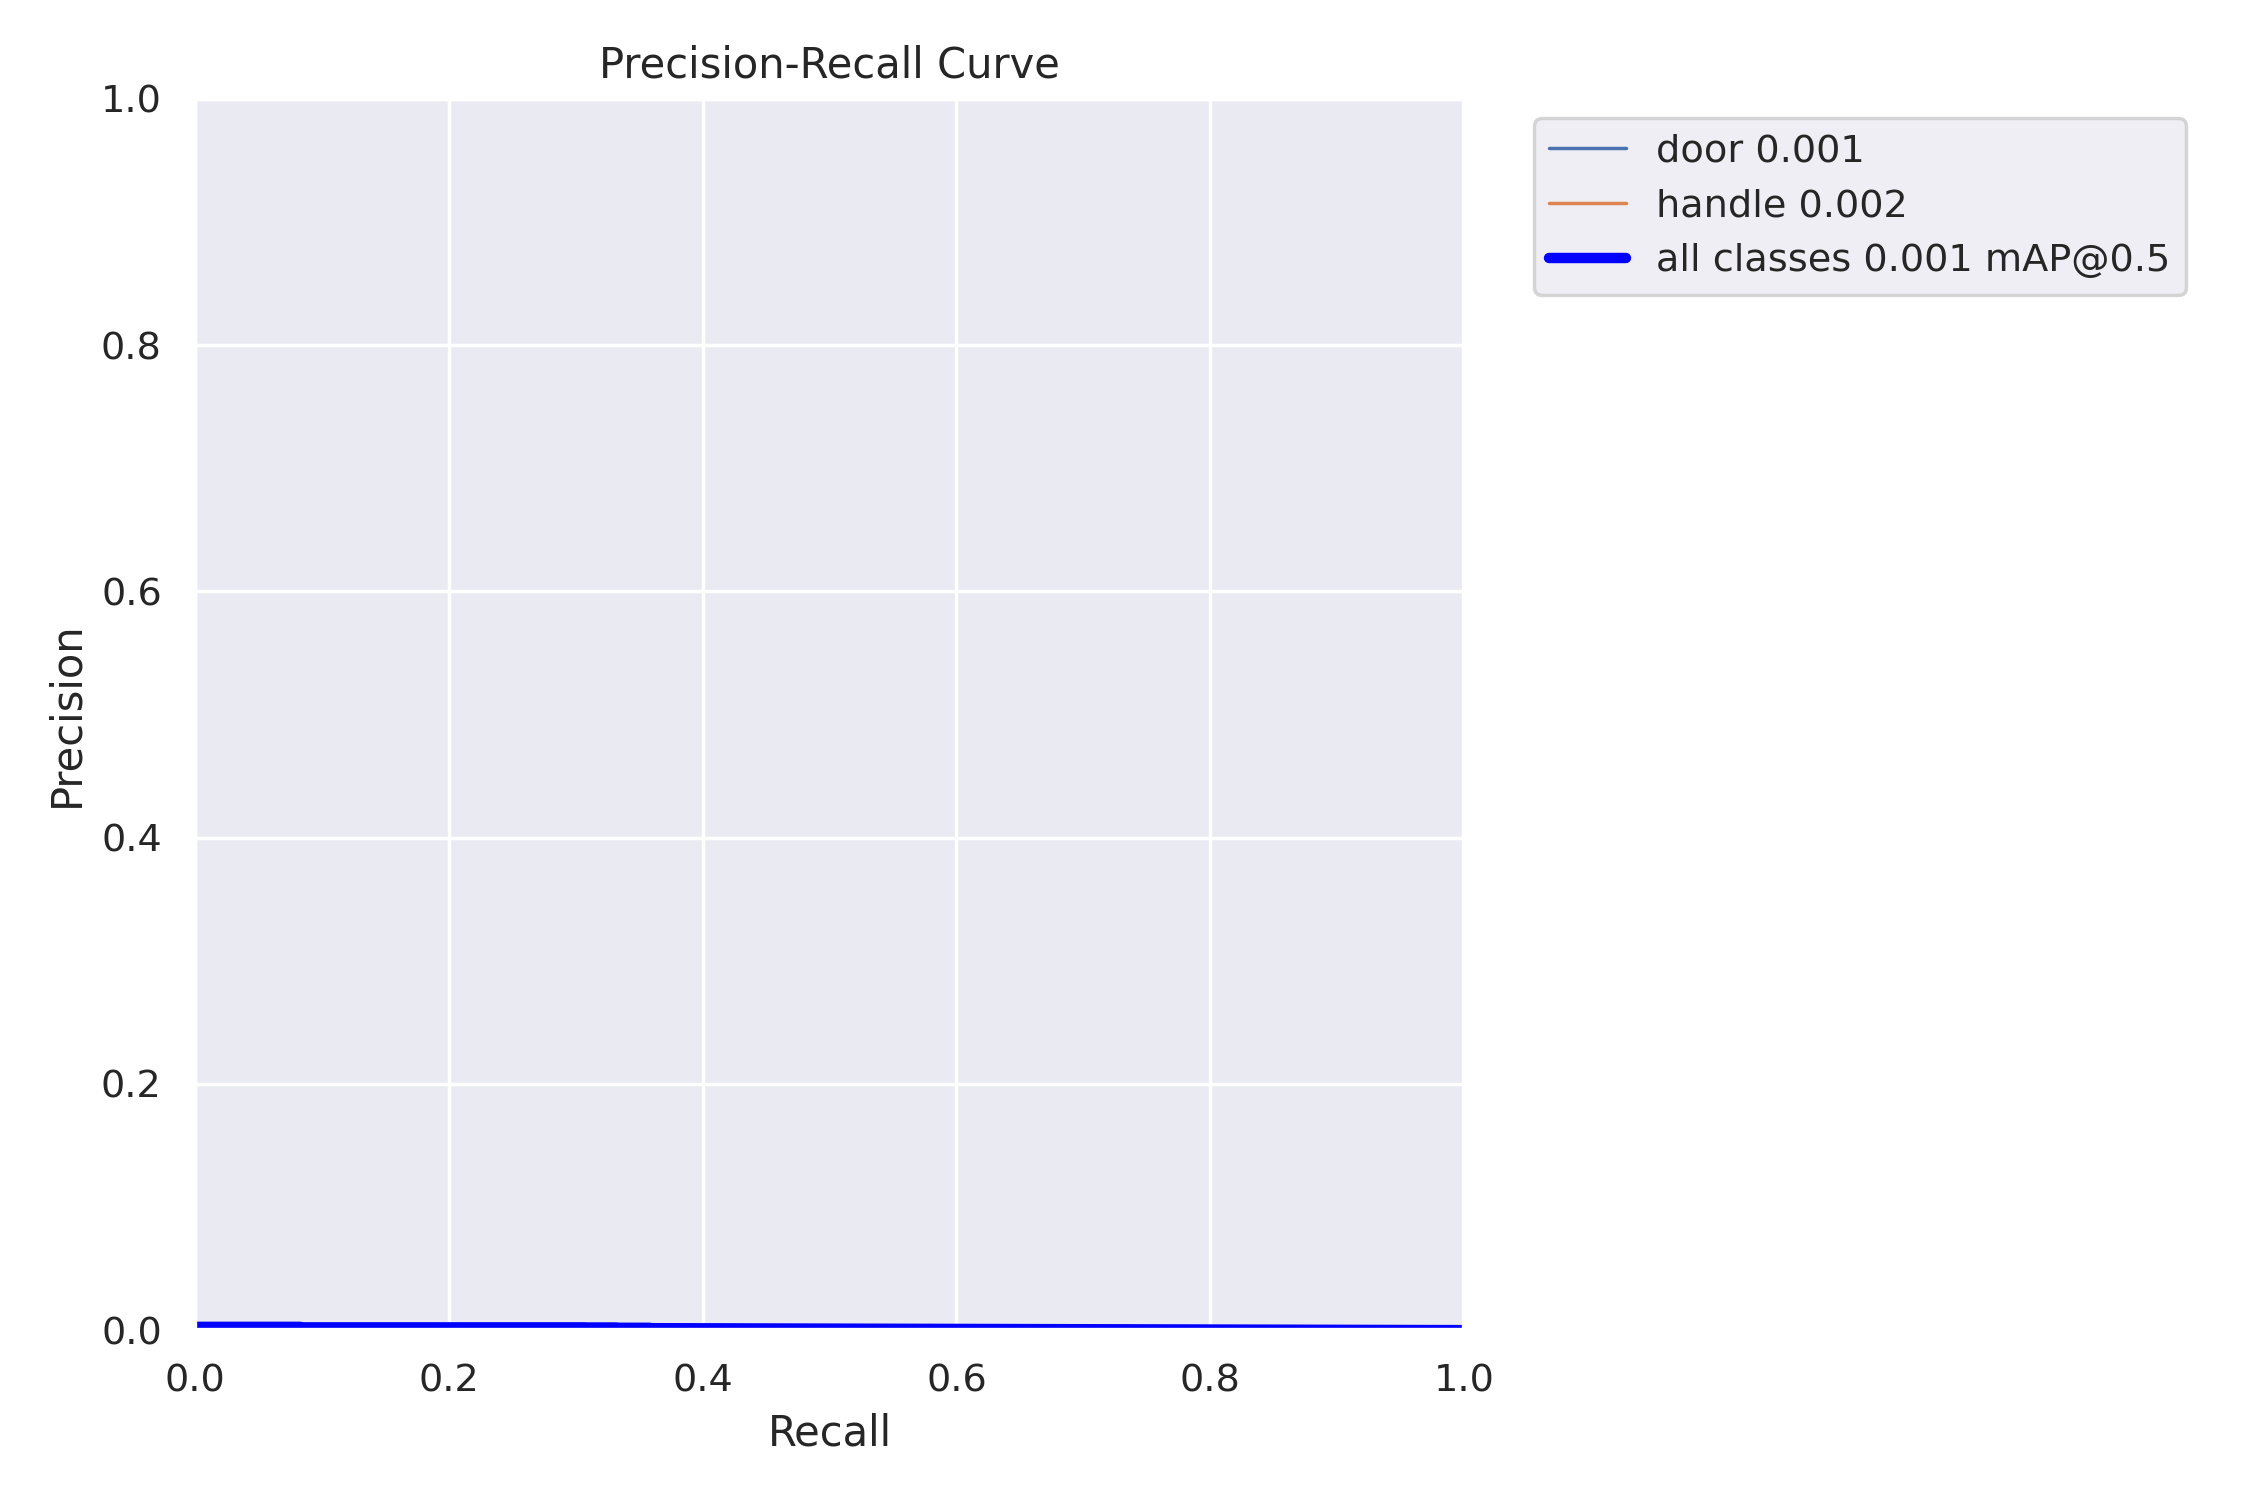 Precision-Recall Curve
1.0
0.8
0.6
0.4
0.2
0.0
Precision
0.0 0.2 0.4 0.6 0.8 1.0
Recall
door 0.001
handle 0.002
all classes 0.001 mAP@0.5